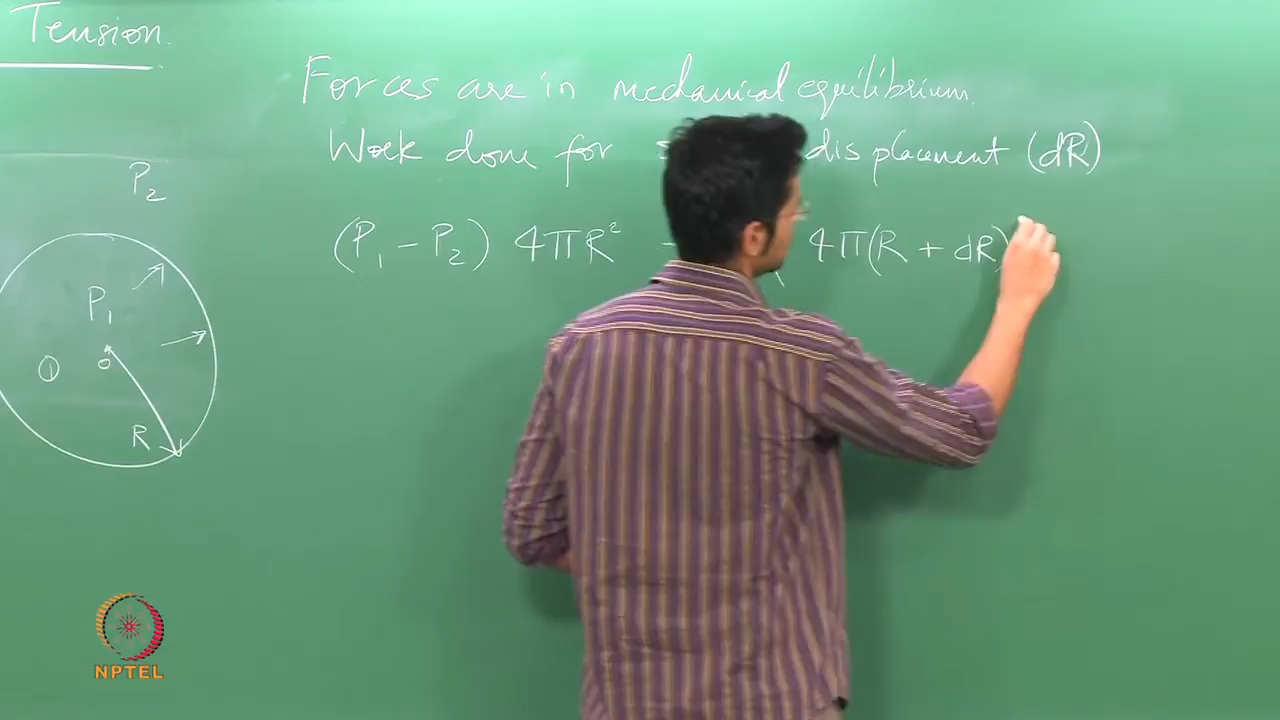 Tension.
Forces are in mechanical equilibrium.
Work done for displacement (dR)
(P₁ − P₂) 4πR² − 4π(R + dR)
P₂
P₁
① O
R
NPTEL